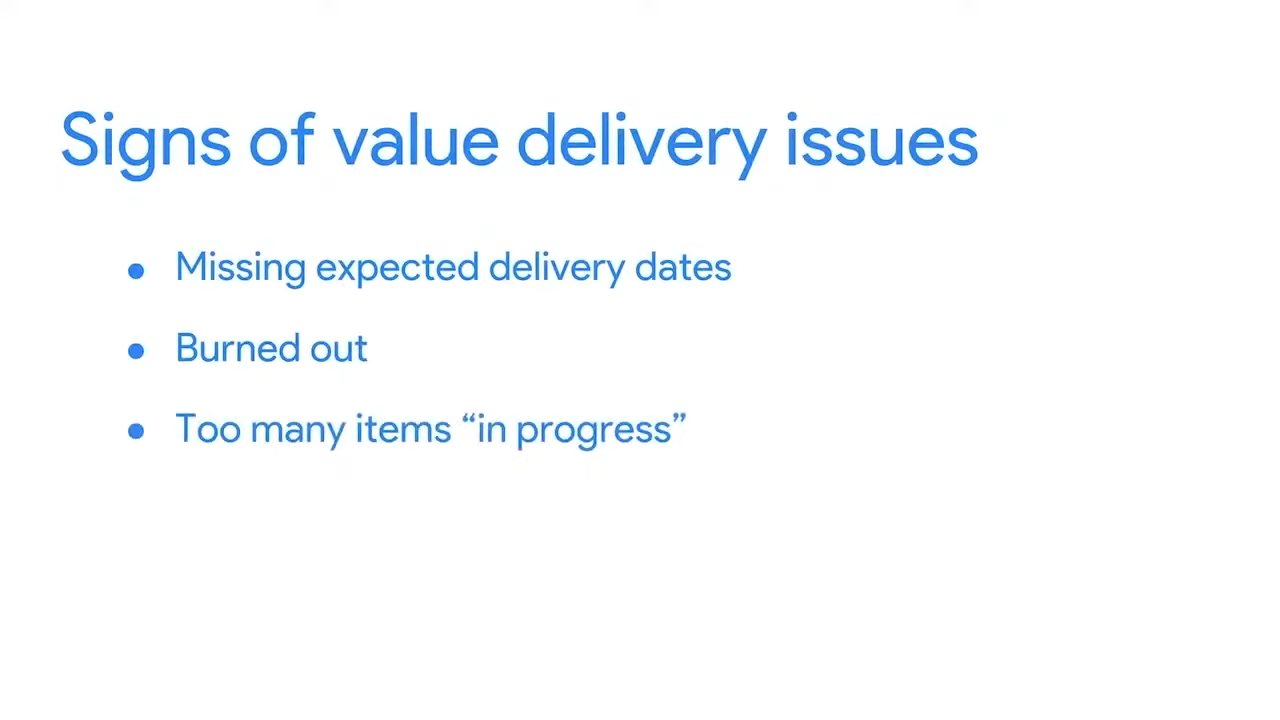 Signs of value delivery issues
● Missing expected delivery dates
● Burned out
● Too many items “in progress”